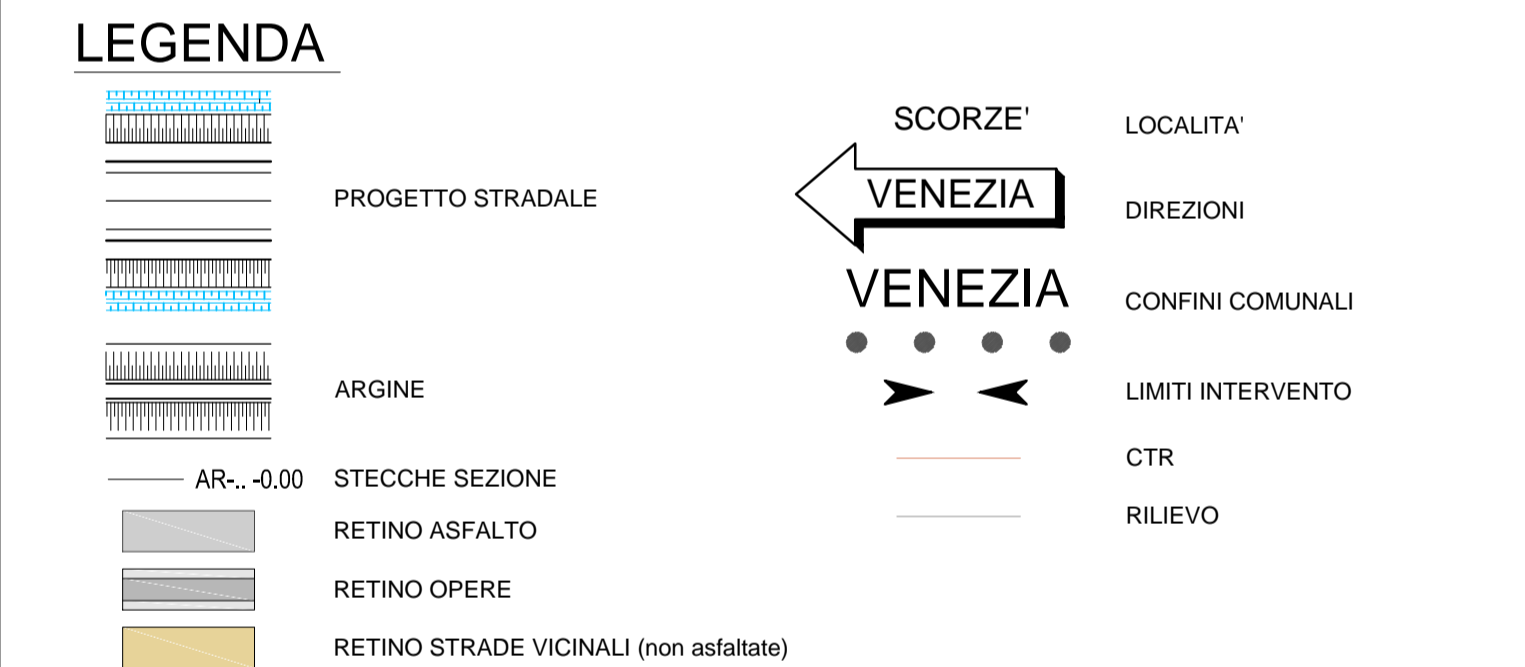 LEGENDA
PROGETTO STRADALE
ARGINE
AR-.. -0.00 STECCHE SEZIONE
RETINO ASFALTO
RETINO OPERE
RETINO STRADE VICINALI (non asfaltate)
SCORZE' LOCALITA'
VENEZIA DIREZIONI
VENEZIA CONFINI COMUNALI
LIMITI INTERVENTO
CTR
RILIEVO